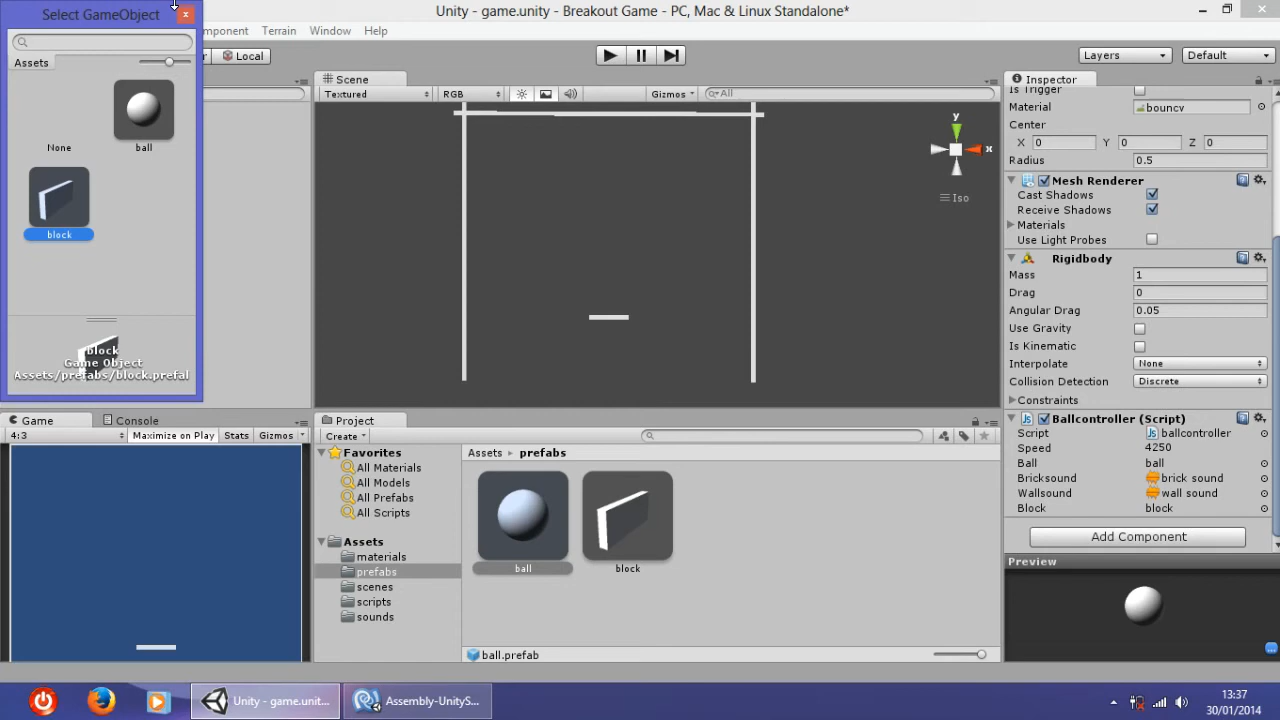 Select GameObject
Assets
None
ball
block
block
Game Object
Assets/prefabs/block.prefal
Unity - game.unity - Breakout Game - PC, Mac & Linux Standalone*
mponent Terrain Window Help
r Local
Layers
Default
Scene
Textured RGB Gizmos All
y
x
Iso
Inspector
Is Trigger
Material bouncy
Center
X 0 Y 0 Z 0
Radius 0.5
Mesh Renderer
Cast Shadows
Receive Shadows
Materials
Use Light Probes
Rigidbody
Mass 1
Drag 0
Angular Drag 0.05
Use Gravity
Is Kinematic
Interpolate None
Collision Detection Discrete
Constraints
Ballcontroller (Script)
Script ballcontroller
Speed 4250
Ball ball
Bricksound brick sound
Wallsound wall sound
Block block
Add Component
Preview
Game Console
4:3 Maximize on Play Stats Gizmos
Project
Create
Favorites
All Materials
All Models
All Prefabs
All Scripts
Assets
materials
prefabs
scenes
scripts
sounds
Assets prefabs
ball
block
ball.prefab
Unity - game.unit...
Assembly-UnityS...
13:37
30/01/2014